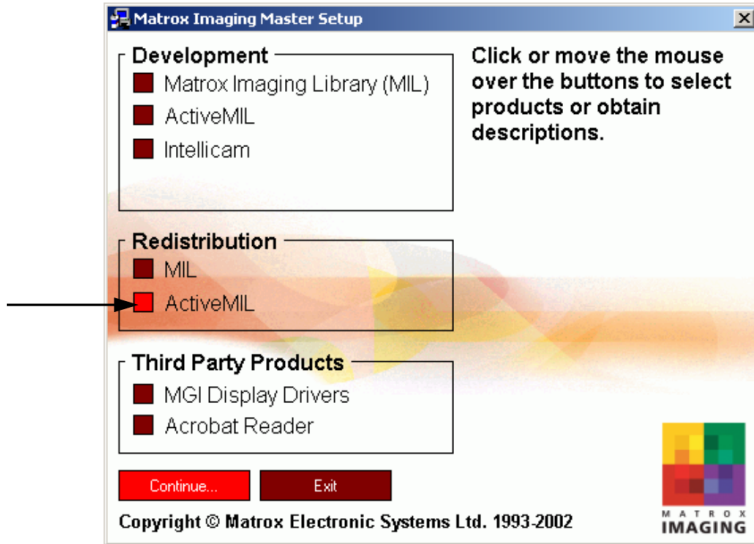 Matrox Imaging Master Setup
Development
Matrox Imaging Library (MIL)
ActiveMIL
Intellicam
Click or move the mouse
over the buttons to select
products or obtain
descriptions.
Redistribution
MIL
ActiveMIL
Third Party Products
MGI Display Drivers
Acrobat Reader
Continue...
Exit
Copyright © Matrox Electronic Systems Ltd. 1993-2002
MATROX
IMAGING